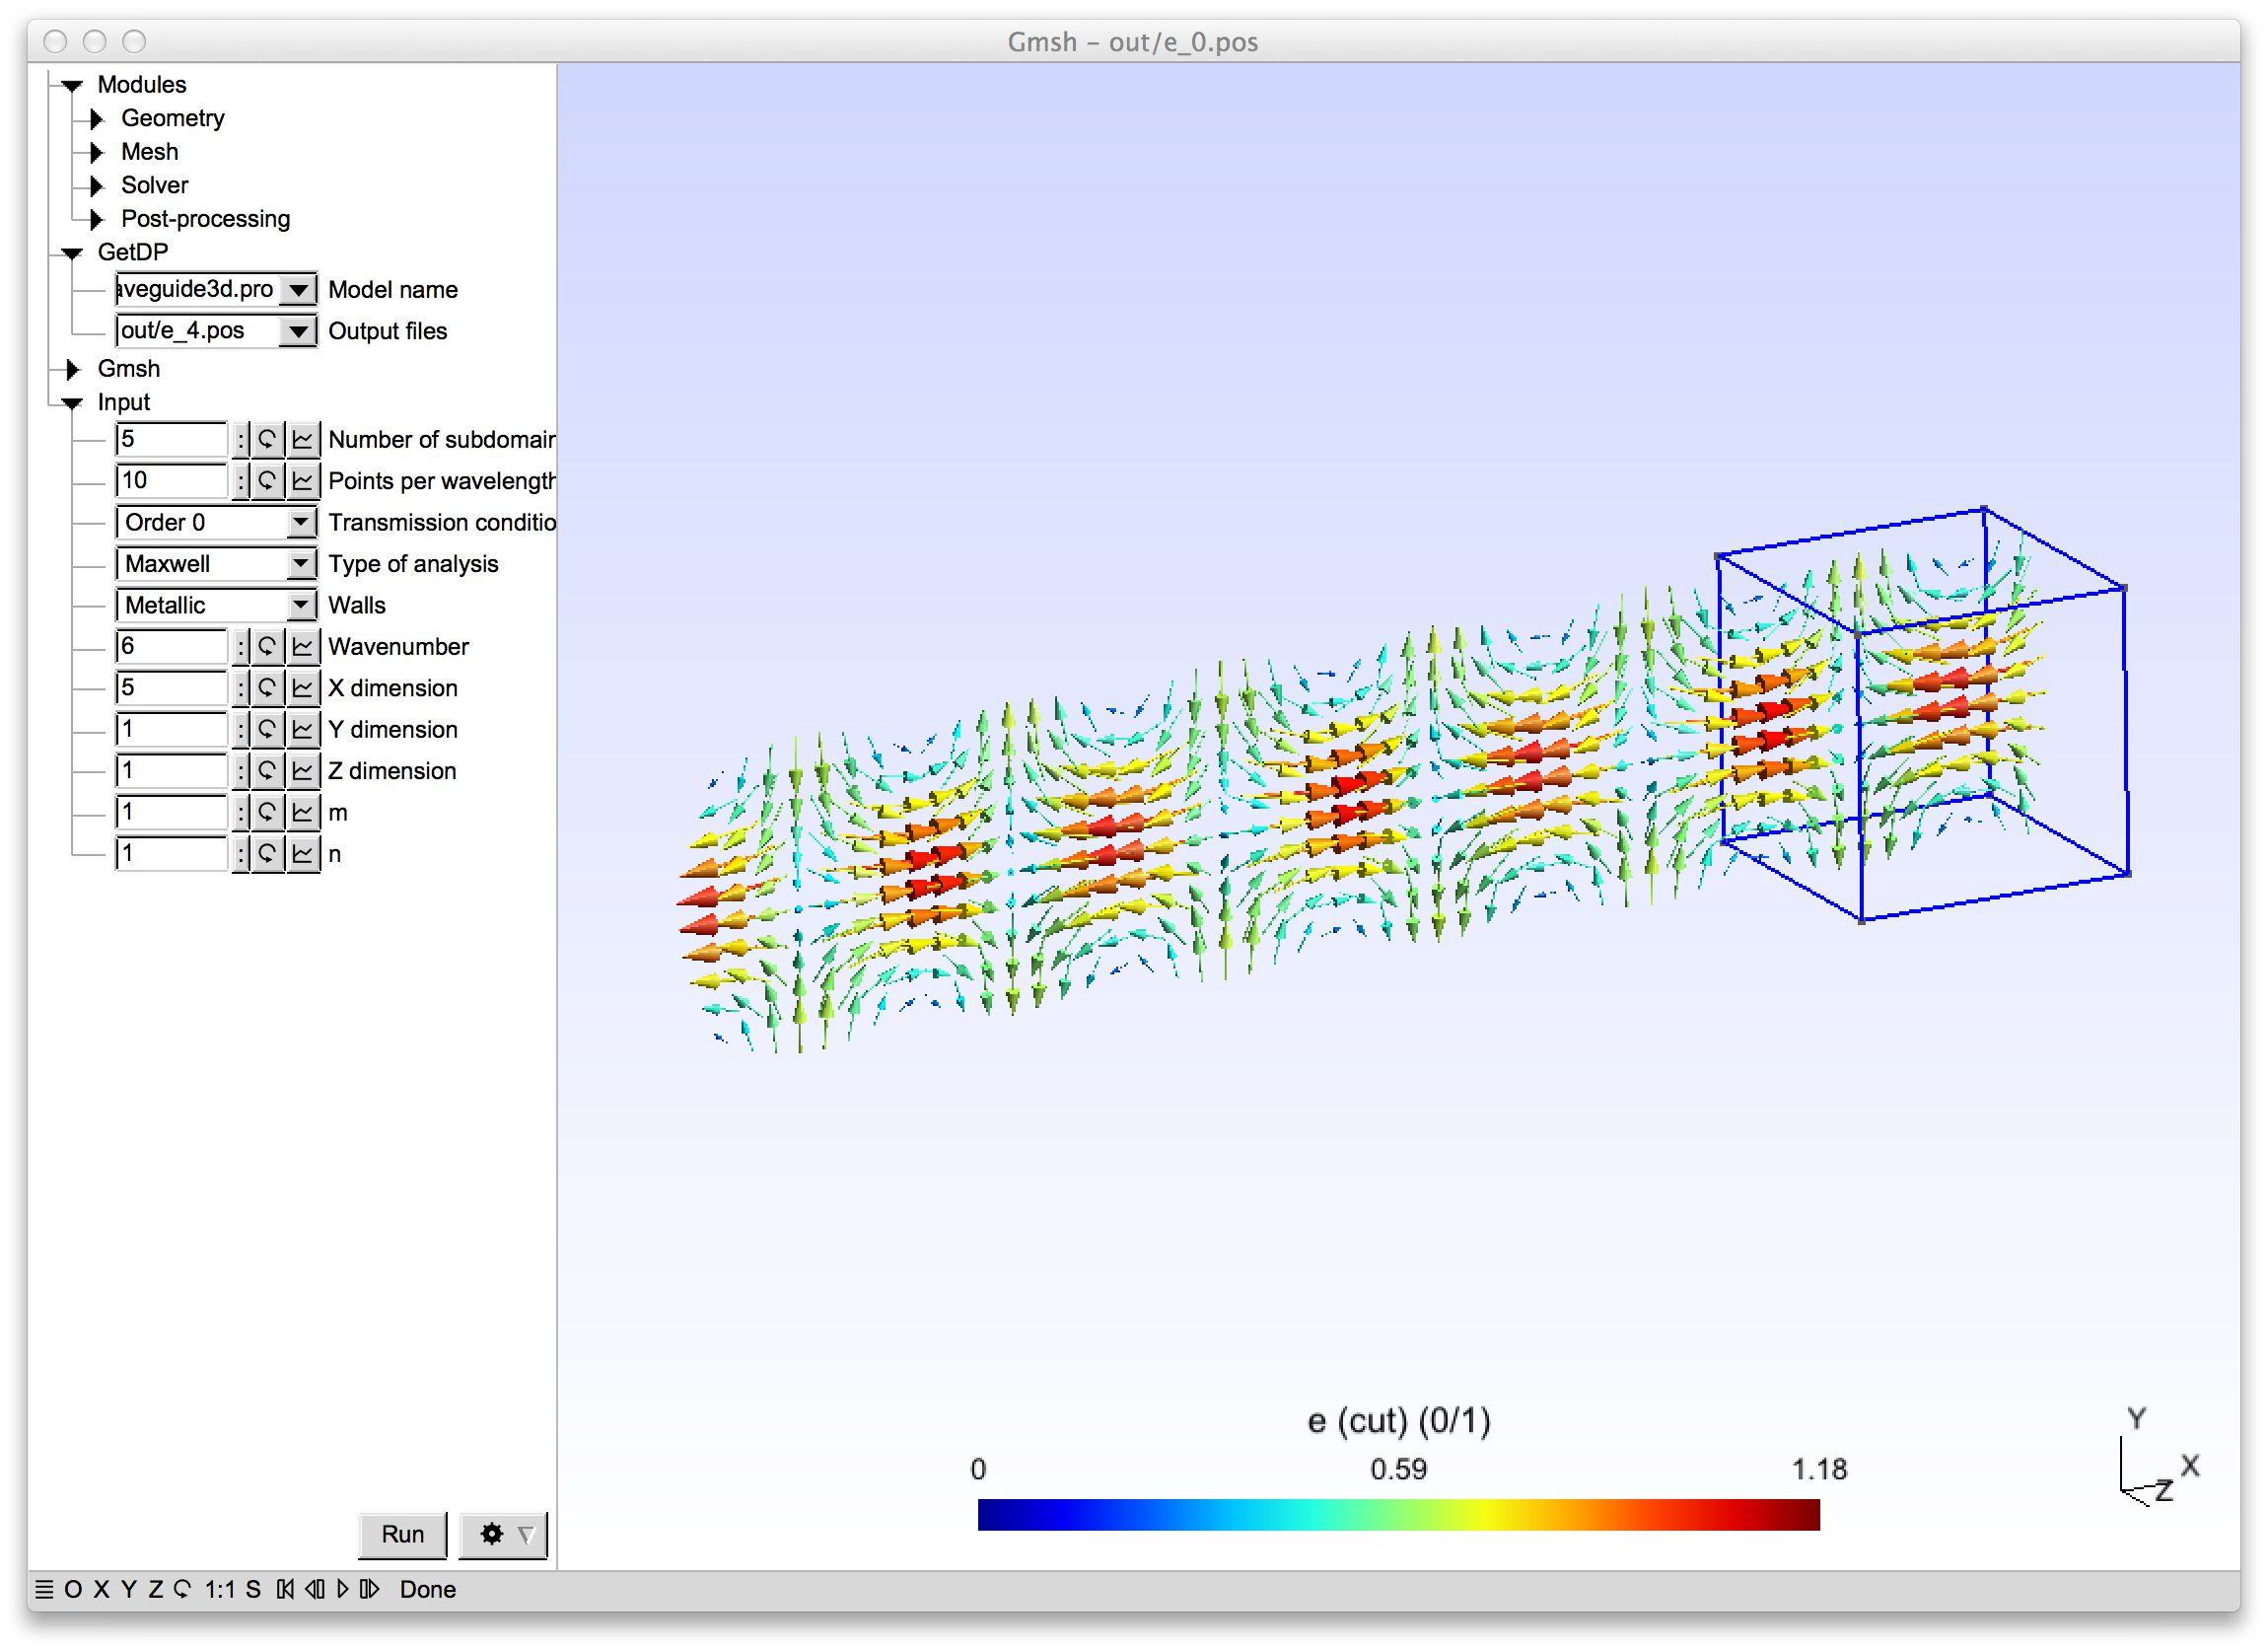 Gmsh - out/e_0.pos
Modules
Geometry
Mesh
Solver
Post-processing
GetDP
aveguide3d.pro Model name
out/e_4.pos Output files
Gmsh
Input
5 : Number of subdomain
10 : Points per wavelength
Order 0 Transmission conditio
Maxwell Type of analysis
Metallic Walls
6 : Wavenumber
5 : X dimension
1 : Y dimension
1 : Z dimension
1 : m
1 : n
e (cut) (0/1)
0 0.59 1.18
Y
X
Z
Run
O X Y Z 1:1 S Done